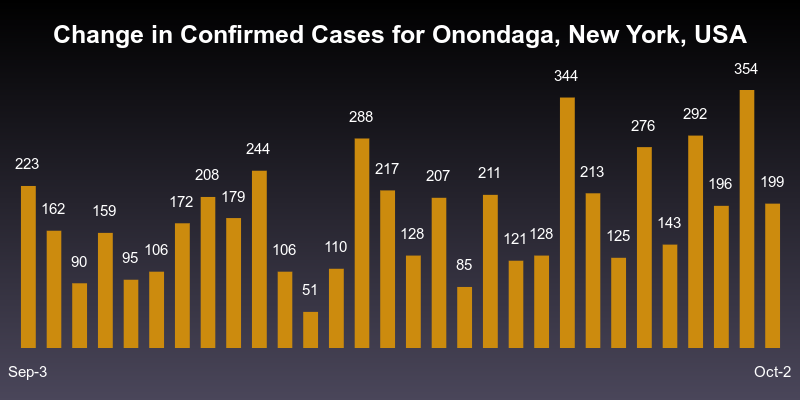 Change in Confirmed Cases for Onondaga, New York, USA
223 162 90 159 95 106 172 208 179 244 106 51 110 288 217 128 207 85 211 121 128 344 213 125 276 143 292 196 354 199
Sep-3 Oct-2